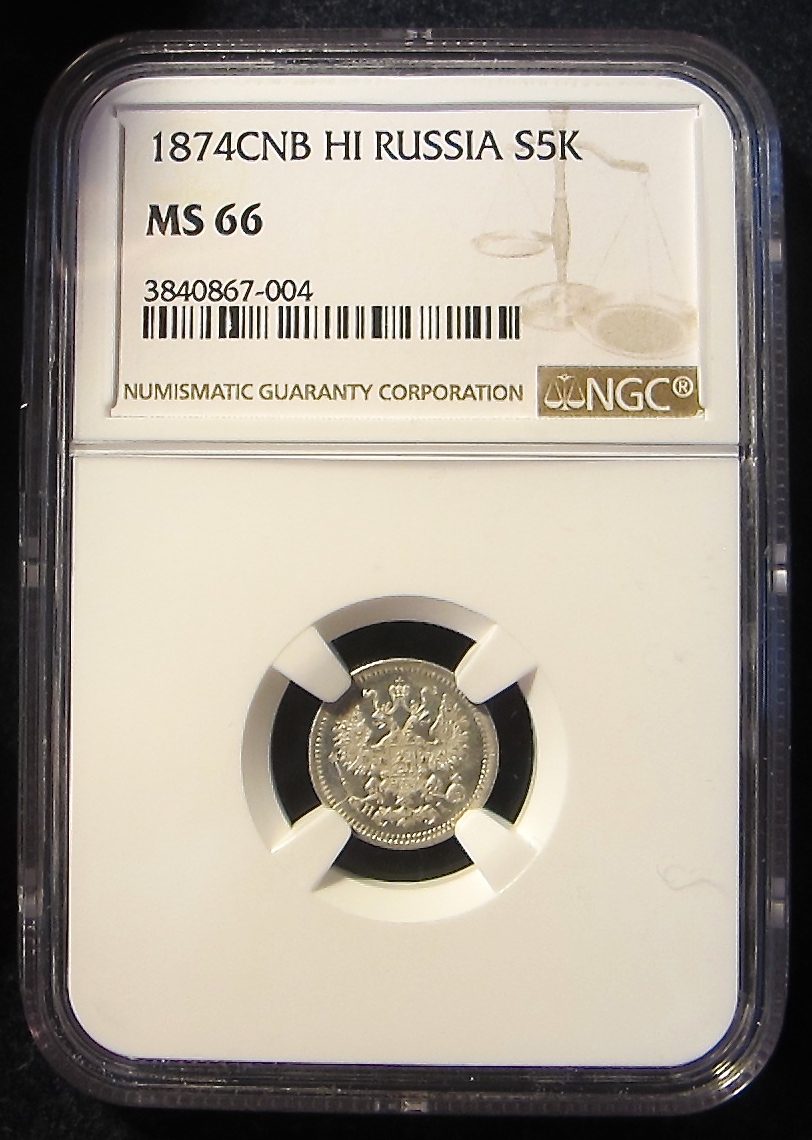 1874CNB HI RUSSIA S5K
MS 66
3840867-004
NUMISMATIC GUARANTY CORPORATION NGC®